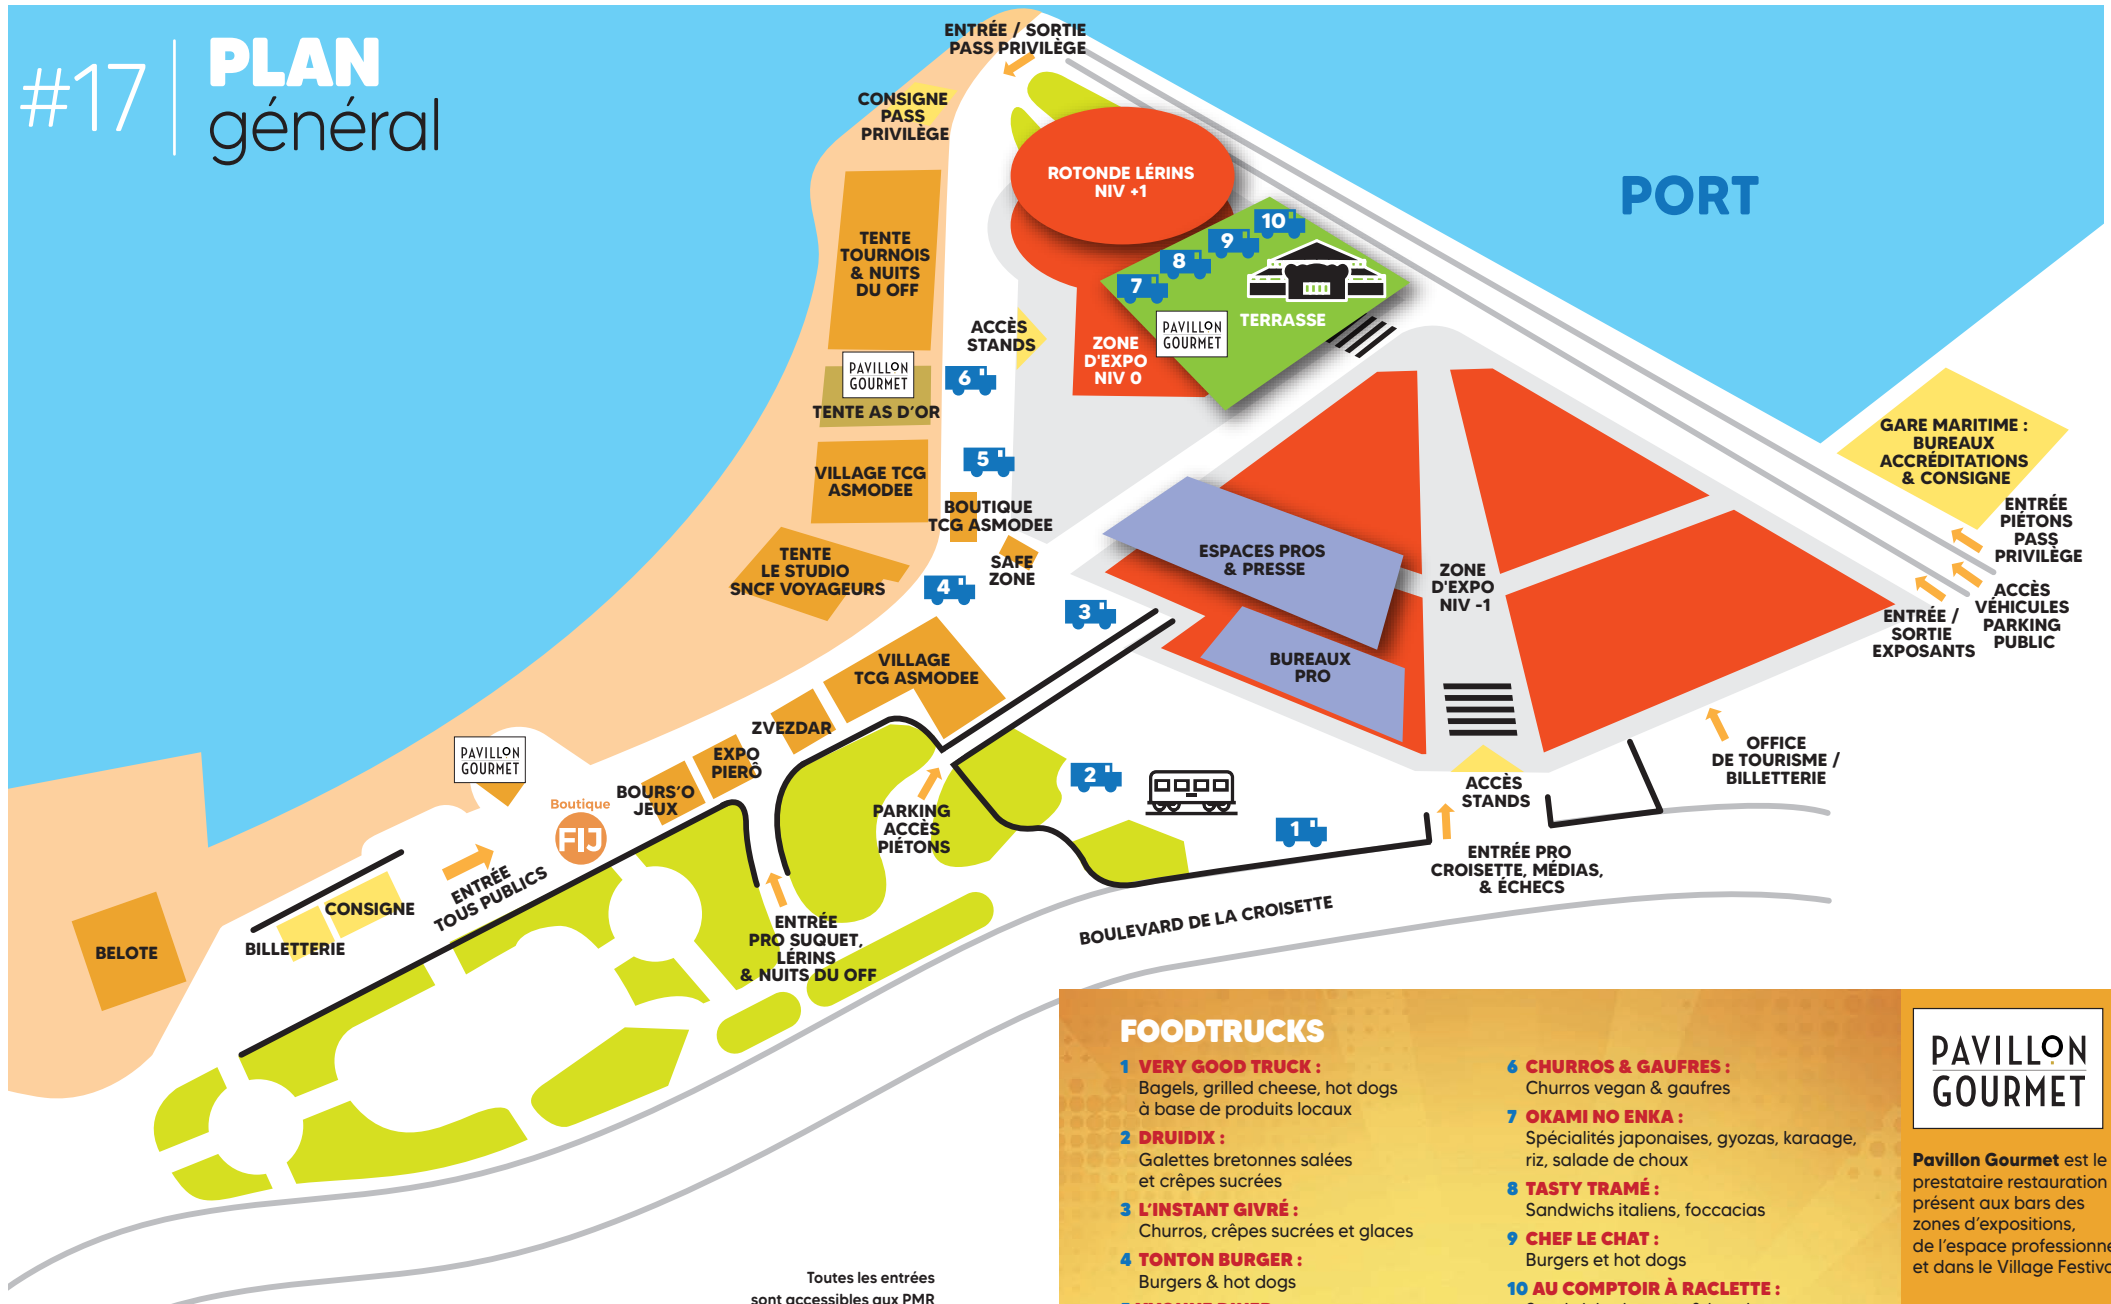 #17
PLAN
général
ENTRÉE / SORTIE
PASS PRIVILÈGE
CONSIGNE
PASS
PRIVILÈGE
ROTONDE LÉRINS
NIV +1
PORT
TENTE
TOURNOIS
& NUITS
DU OFF
10
9
8
7
TERRASSE
PAVILLON
GOURMET
ACCÈS
STANDS
ZONE
D'EXPO
NIV 0
PAVILLON
GOURMET
6
TENTE AS D'OR
GARE MARITIME :
BUREAUX
ACCRÉDITATIONS
& CONSIGNE
5
VILLAGE TCG
ASMODEE
BOUTIQUE
TCG ASMODEE
ENTRÉE
PIÉTONS
PASS
PRIVILÈGE
TENTE
LE STUDIO
SNCF VOYAGEURS
SAFE
ZONE
ESPACES PROS
& PRESSE
ZONE
D'EXPO
NIV -1
4
3
ACCÈS
VÉHICULES
PARKING
PUBLIC
ENTRÉE /
SORTIE
EXPOSANTS
VILLAGE
TCG ASMODEE
BUREAUX
PRO
ZVEZDAR
EXPO
PIERÔ
PAVILLON
GOURMET
BOURS'O
JEUX
Boutique
FIJ
2
OFFICE
DE TOURISME /
BILLETTERIE
ACCÈS
STANDS
PARKING
ACCÈS
PIÉTONS
1
ENTRÉE PRO
CROISETTE, MÉDIAS,
& ÉCHECS
ENTRÉE
TOUS PUBLICS
CONSIGNE
BILLETTERIE
BELOTE
ENTRÉE
PRO SUQUET,
LÉRINS
& NUITS DU OFF
BOULEVARD DE LA CROISETTE
FOODTRUCKS
1 VERY GOOD TRUCK :
Bagels, grilled cheese, hot dogs
à base de produits locaux
2 DRUIDIX :
Galettes bretonnes salées
et crêpes sucrées
3 L'INSTANT GIVRÉ :
Churros, crêpes sucrées et glaces
4 TONTON BURGER :
Burgers & hot dogs
6 CHURROS & GAUFRES :
Churros vegan & gaufres
7 OKAMI NO ENKA :
Spécialités japonaises, gyozas, karaage,
riz, salade de choux
8 TASTY TRAMÉ :
Sandwichs italiens, foccacias
9 CHEF LE CHAT :
Burgers et hot dogs
10 AU COMPTOIR À RACLETTE :
PAVILLON
GOURMET
Pavillon Gourmet est le
prestataire restauration
présent aux bars des
zones d'expositions,
de l'espace professionne
et dans le Village Festiv
Toutes les entrées
sont accessibles aux PMR